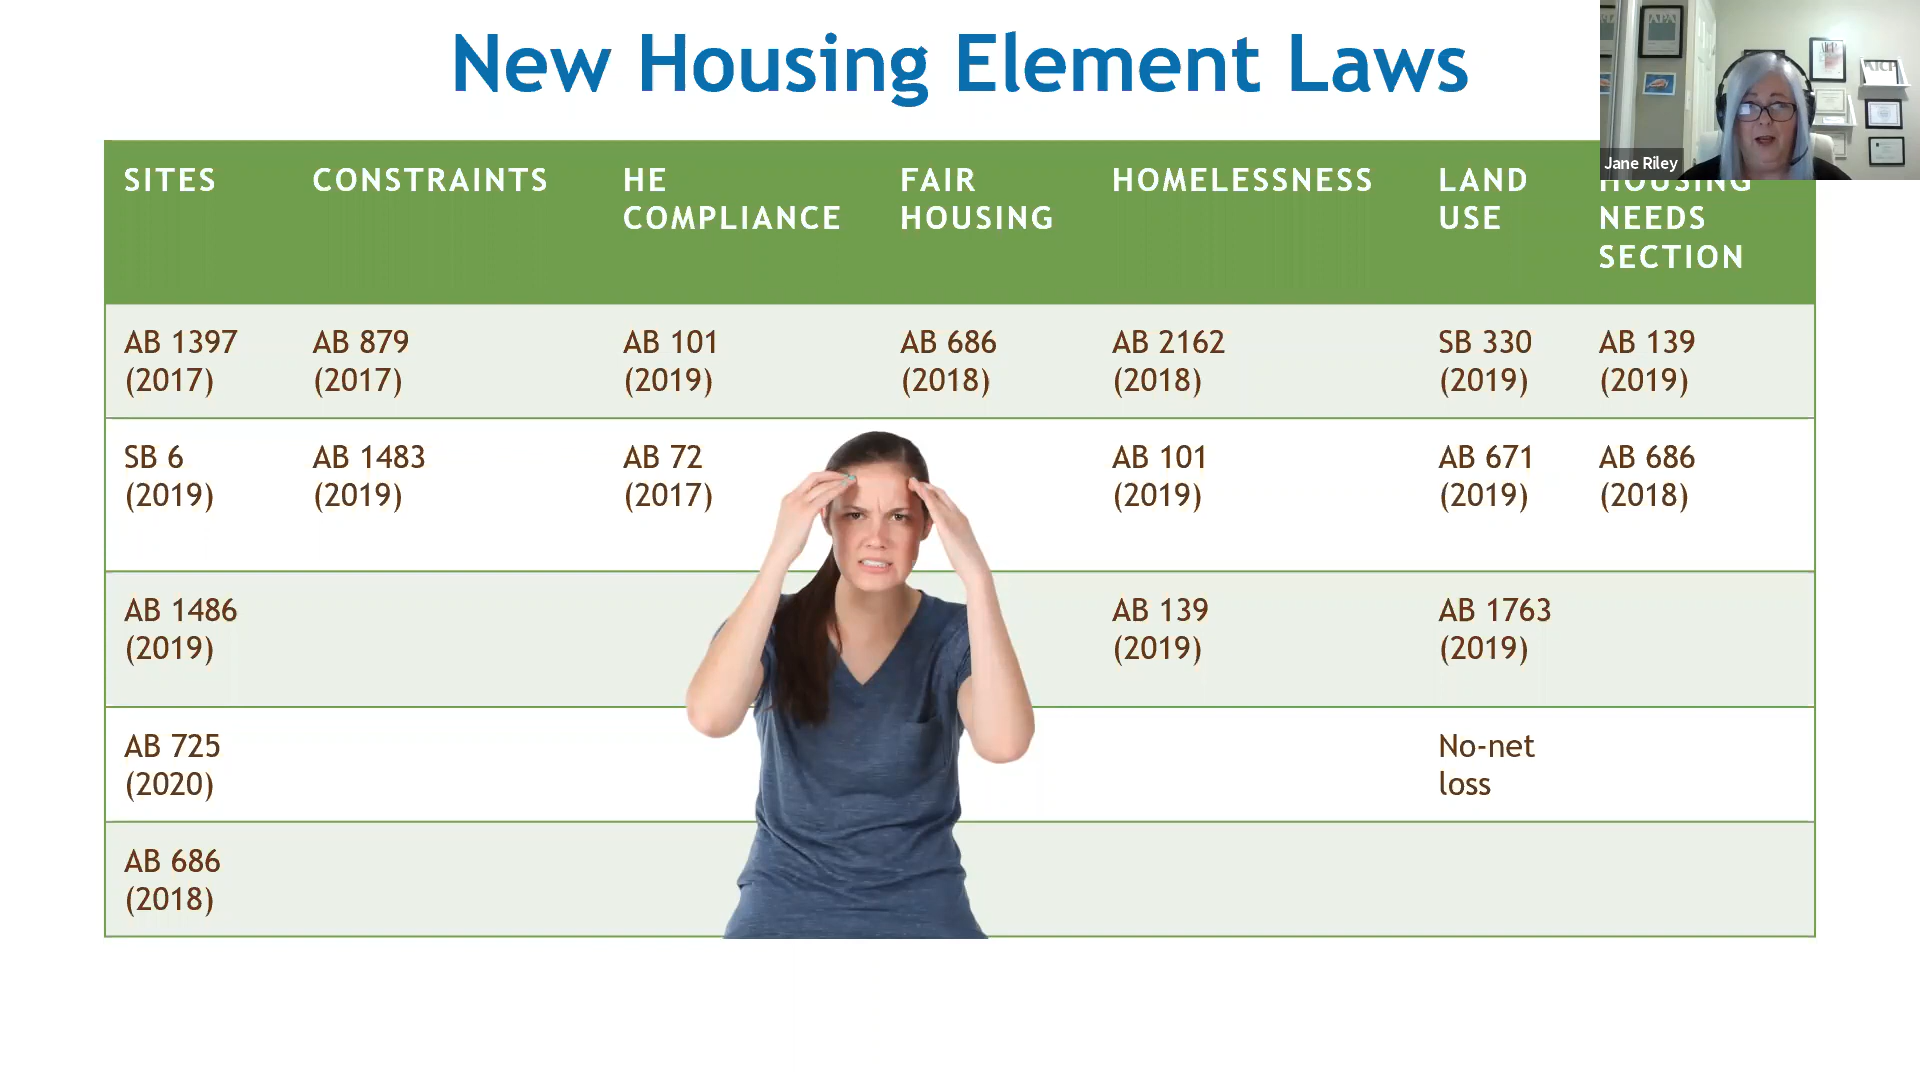 New Housing Element Laws
Jane Riley
SITES
CONSTRAINTS
HE
COMPLIANCE
FAIR
HOUSING
HOMELESSNESS
LAND
USE
HOUSING
NEEDS
SECTION
AB 1397
(2017)
AB 879
(2017)
AB 101
(2019)
AB 686
(2018)
AB 2162
(2018)
SB 330
(2019)
AB 139
(2019)
SB 6
(2019)
AB 1483
(2019)
AB 72
(2017)
AB 101
(2019)
AB 671
(2019)
AB 686
(2018)
AB 1486
(2019)
AB 139
(2019)
AB 1763
(2019)
AB 725
(2020)
No-net
loss
AB 686
(2018)